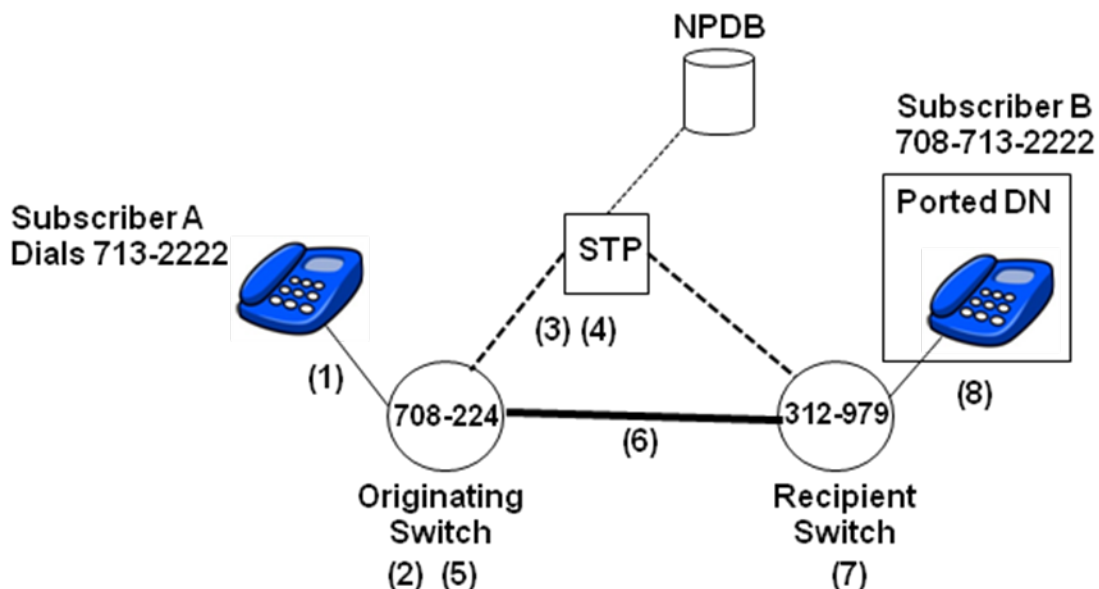 NPDB
Subscriber B
708-713-2222
Ported DN
Subscriber A
Dials 713-2222
STP
(3) (4)
(1)
(8)
708-224
312-979
(6)
Originating
Switch
(2) (5)
Recipient
Switch
(7)